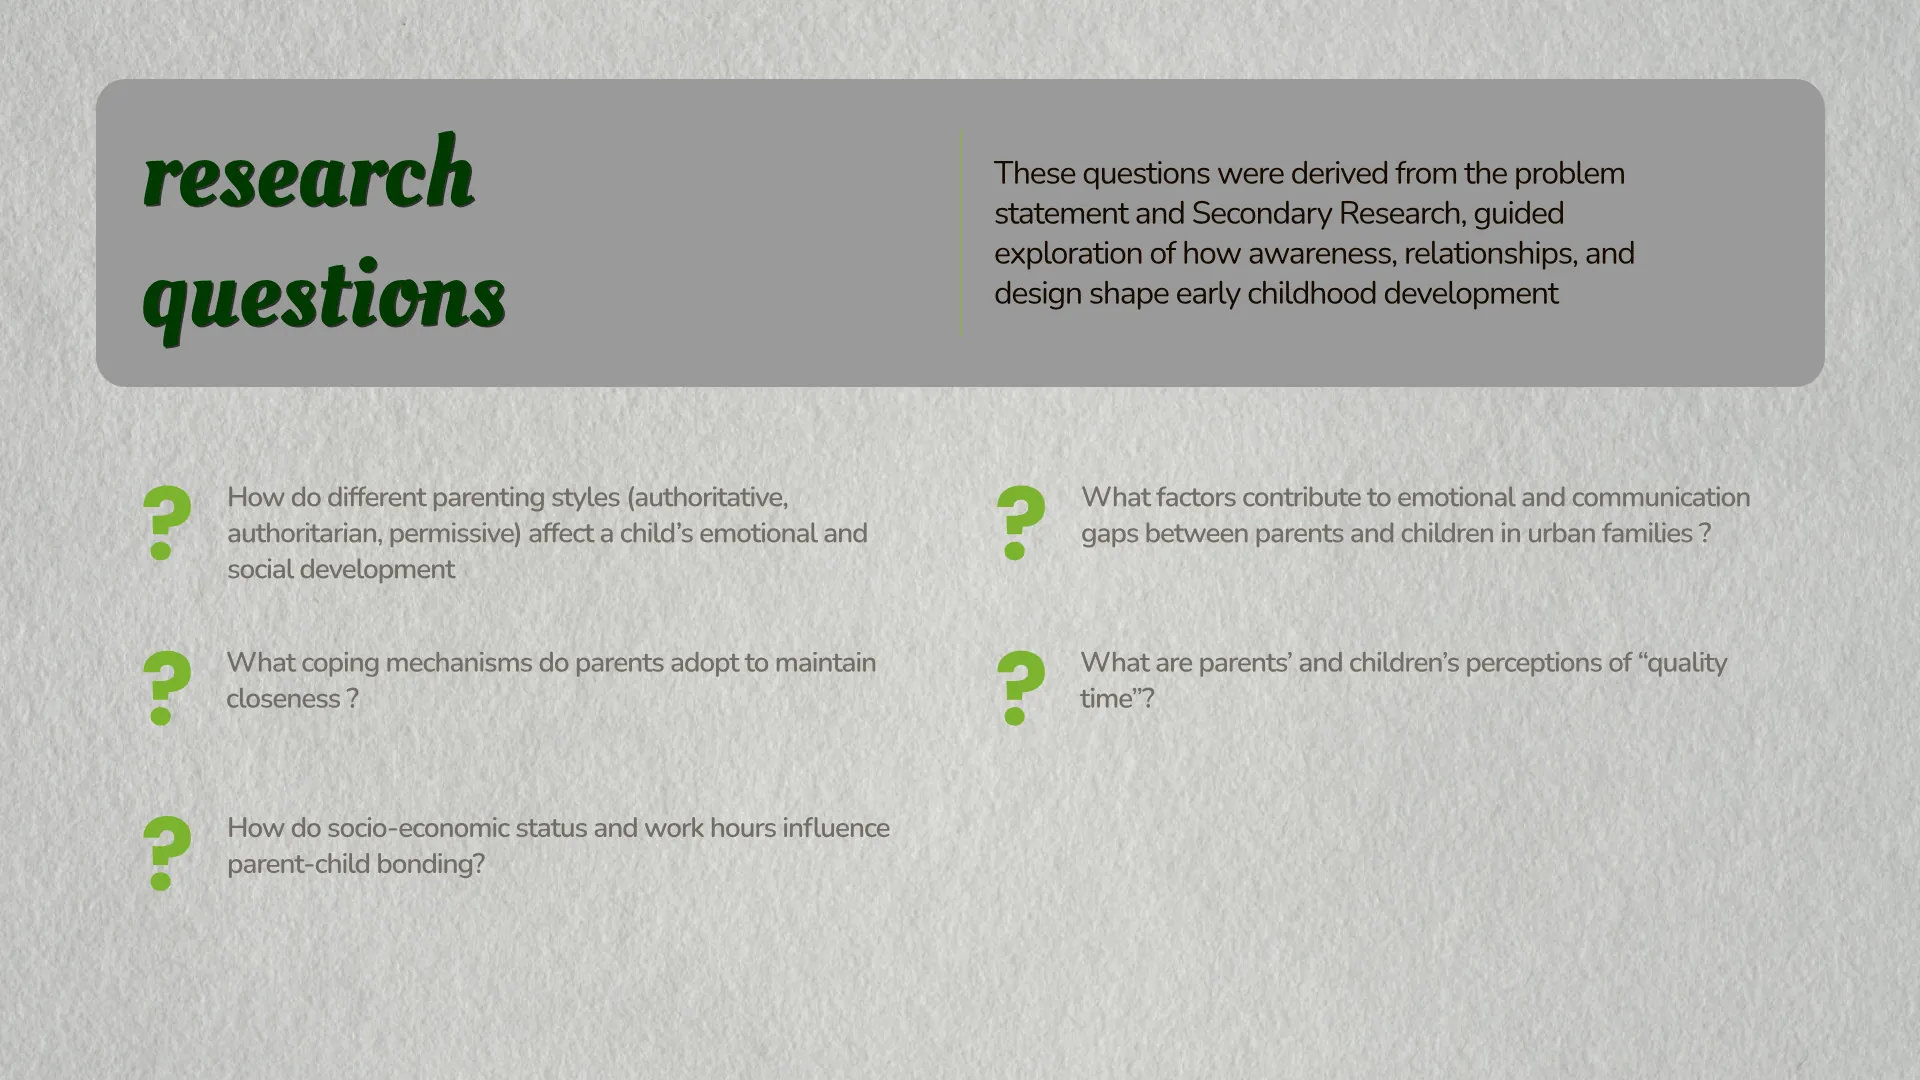 research
questions
These questions were derived from the problem
statement and Secondary Research, guided
exploration of how awareness, relationships, and
design shape early childhood development
? How do different parenting styles (authoritative,
authoritarian, permissive) affect a child’s emotional and
social development
? What factors contribute to emotional and communication
gaps between parents and children in urban families ?
? What coping mechanisms do parents adopt to maintain
closeness ?
? What are parents’ and children’s perceptions of “quality
time”?
? How do socio-economic status and work hours influence
parent-child bonding?